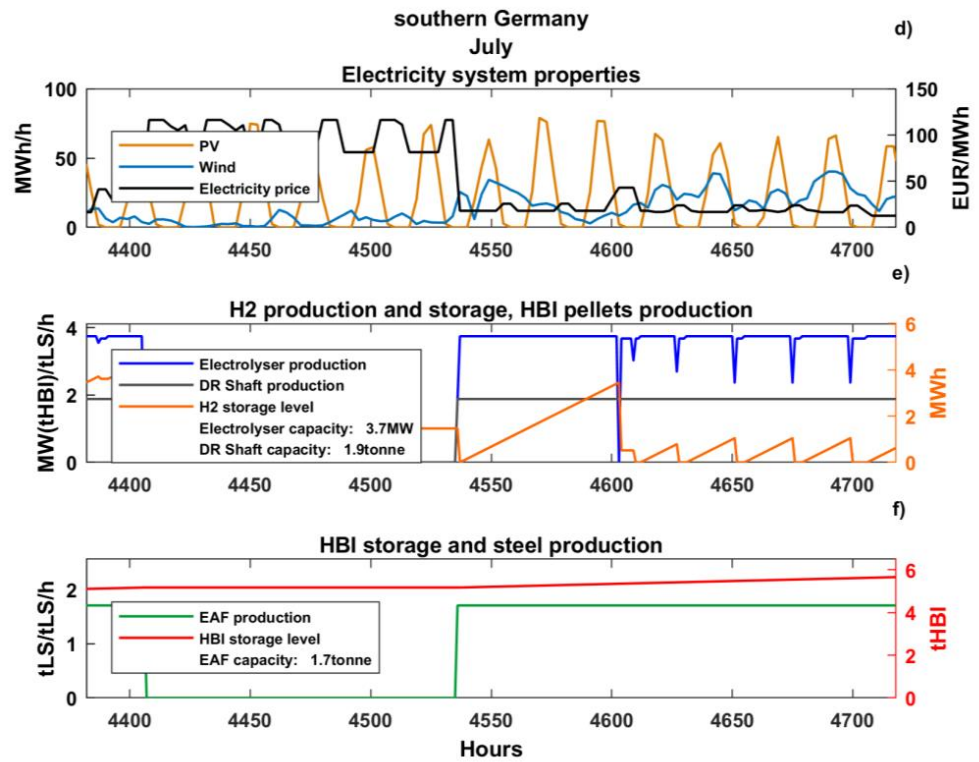 southern Germany
d)
July
Electricity system properties
100
150
PV
100
MWh/h
50
Wind
EUR/MWh
Electricity price
50
0
0
4400 4450 4500 4550 4600 4650 4700
e)
H2 production and storage, HBI pellets production
4
6
Electrolyser production
DR Shaft production
4
MW(tHBI)/tLS/h
2
H2 storage level
MWh
Electrolyser capacity: 3.7MW
2
DR Shaft capacity: 1.9tonne
0
0
4400 4450 4500 4550 4600 4650 4700
f)
HBI storage and steel production
2
6
EAF production
4
tLS/tLS/h
1
HBI storage level
tHBI
EAF capacity: 1.7tonne
2
0
0
4400 4450 4500 4550 4600 4650 4700
Hours